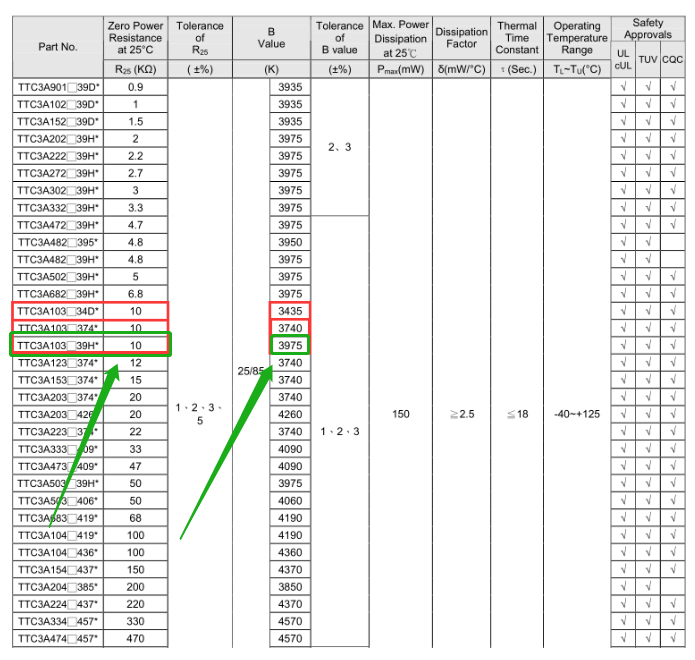 Part No.
Zero Power Resistance at 25°C
Tolerance of R25
B Value
Tolerance of B value
Max. Power Dissipation at 25℃
Dissipation Factor
Thermal Time Constant
Operating Temperature Range
Safety Approvals
UL cUL TUV CQC
R25 (KΩ) ( ±%) (K) (±%) Pmax(mW) δ(mW/°C) τ (Sec.) TL~TU(°C)
TTC3A901□39D* 0.9 3935 √ √ √
TTC3A102□39D* 1 3935 √ √ √
TTC3A152□39D* 1.5 3935 √ √ √
TTC3A202□39H* 2 3975 √ √ √
2、3
TTC3A222□39H* 2.2 3975 √ √ √
TTC3A272□39H* 2.7 3975 √ √ √
TTC3A302□39H* 3 3975 √ √ √
TTC3A332□39H* 3.3 3975 √ √ √
TTC3A472□39H* 4.7 3975 √ √ √
TTC3A482□395* 4.8 3950 √ √
TTC3A482□39H* 4.8 3975 √ √
TTC3A502□39H* 5 3975 √ √ √
TTC3A682□39H* 6.8 3975 √ √ √
TTC3A103□34D* 10 3435 √ √ √
TTC3A103□374* 10 3740 √ √ √
TTC3A103□39H* 10 3975 √ √ √
TTC3A123□374* 12 3740 √ √ √
25/85
TTC3A153□374* 15 3740 √ √ √
TTC3A203□374* 20 3740 √ √ √
TTC3A203□426* 20 1、2、3、5 4260 150 ≧2.5 ≦18 -40~+125 √ √ √
TTC3A223□374* 22 3740 1、2、3 √ √ √
TTC3A333□409* 33 4090 √ √ √
TTC3A473□409* 47 4090 √ √ √
TTC3A503□39H* 50 3975 √ √ √
TTC3A503□406* 50 4060 √ √ √
TTC3A683□419* 68 4190 √ √ √
TTC3A104□419* 100 4190 √ √ √
TTC3A104□436* 100 4360 √ √ √
TTC3A154□437* 150 4370 √ √ √
TTC3A204□385* 200 3850 √ √
TTC3A224□437* 220 4370 √ √ √
TTC3A334□457* 330 4570 √ √ √
TTC3A474□457* 470 4570 √ √ √